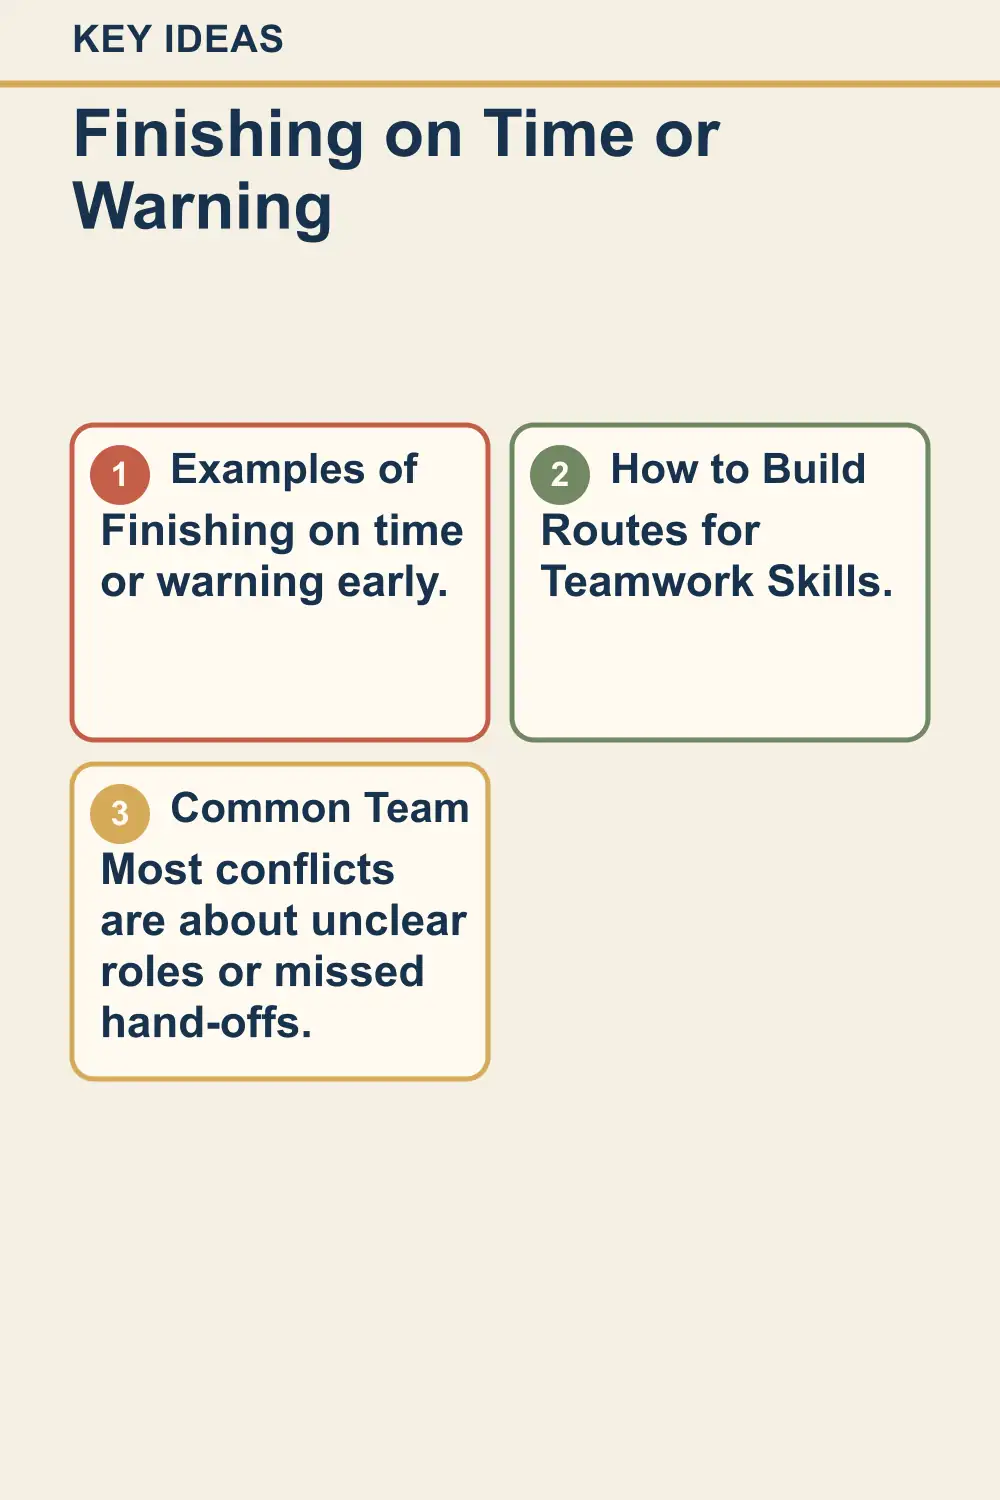 KEY IDEAS
Finishing on Time or
Warning
1 Examples of
Finishing on time
or warning early.
2 How to Build
Routes for
Teamwork Skills.
3 Common Team
Most conflicts
are about unclear
roles or missed
hand-offs.